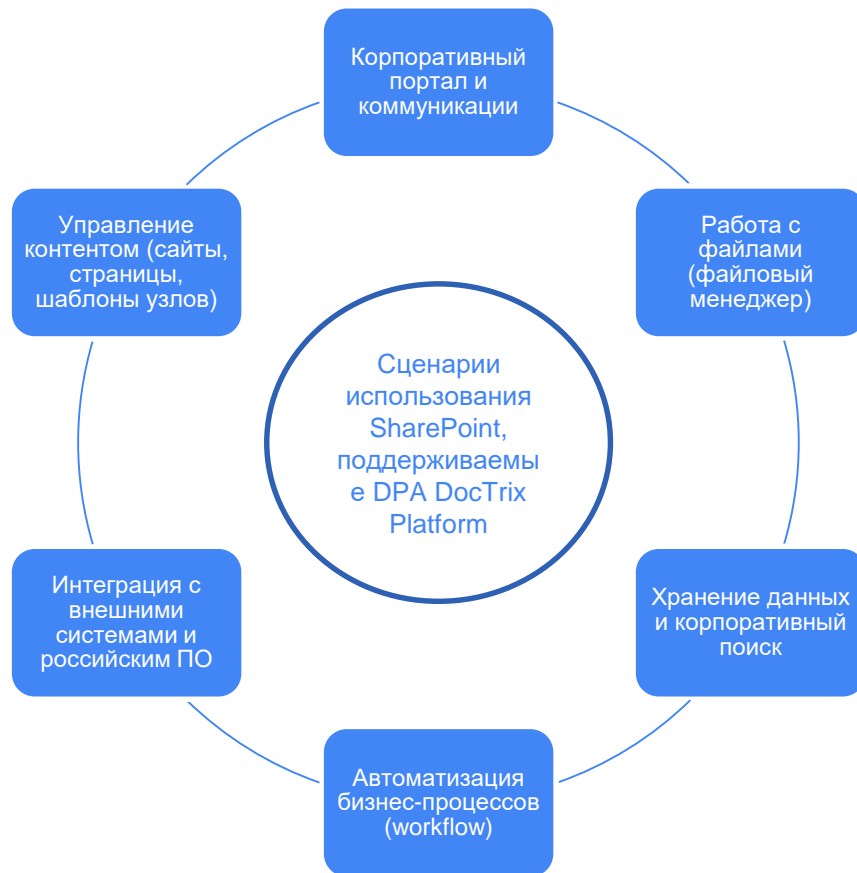 Корпоративный
портал и
коммуникации
Управление
контентом (сайты,
страницы,
шаблоны узлов)
Работа с
файлами
(файловый
менеджер)
Сценарии
использования
SharePoint,
поддерживаемы
е DPA DocTrix
Platform
Интеграция с
внешними
системами и
российским ПО
Хранение данных
и корпоративный
поиск
Автоматизация
бизнес-процессов
(workflow)